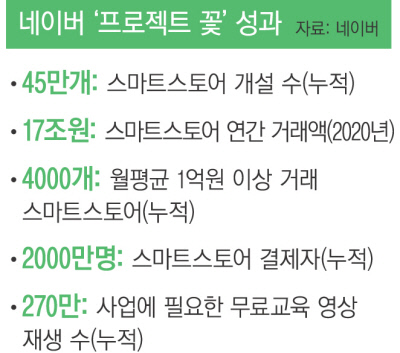 네이버 ‘프로젝트 꽃’ 성과 자료: 네이버
•45만개: 스마트스토어 개설 수(누적)
•17조원: 스마트스토어 연간 거래액(2020년)
•4000개: 월평균 1억원 이상 거래
스마트스토어(누적)
•2000만명: 스마트스토어 결제자(누적)
•270만: 사업에 필요한 무료교육 영상
재생 수(누적)